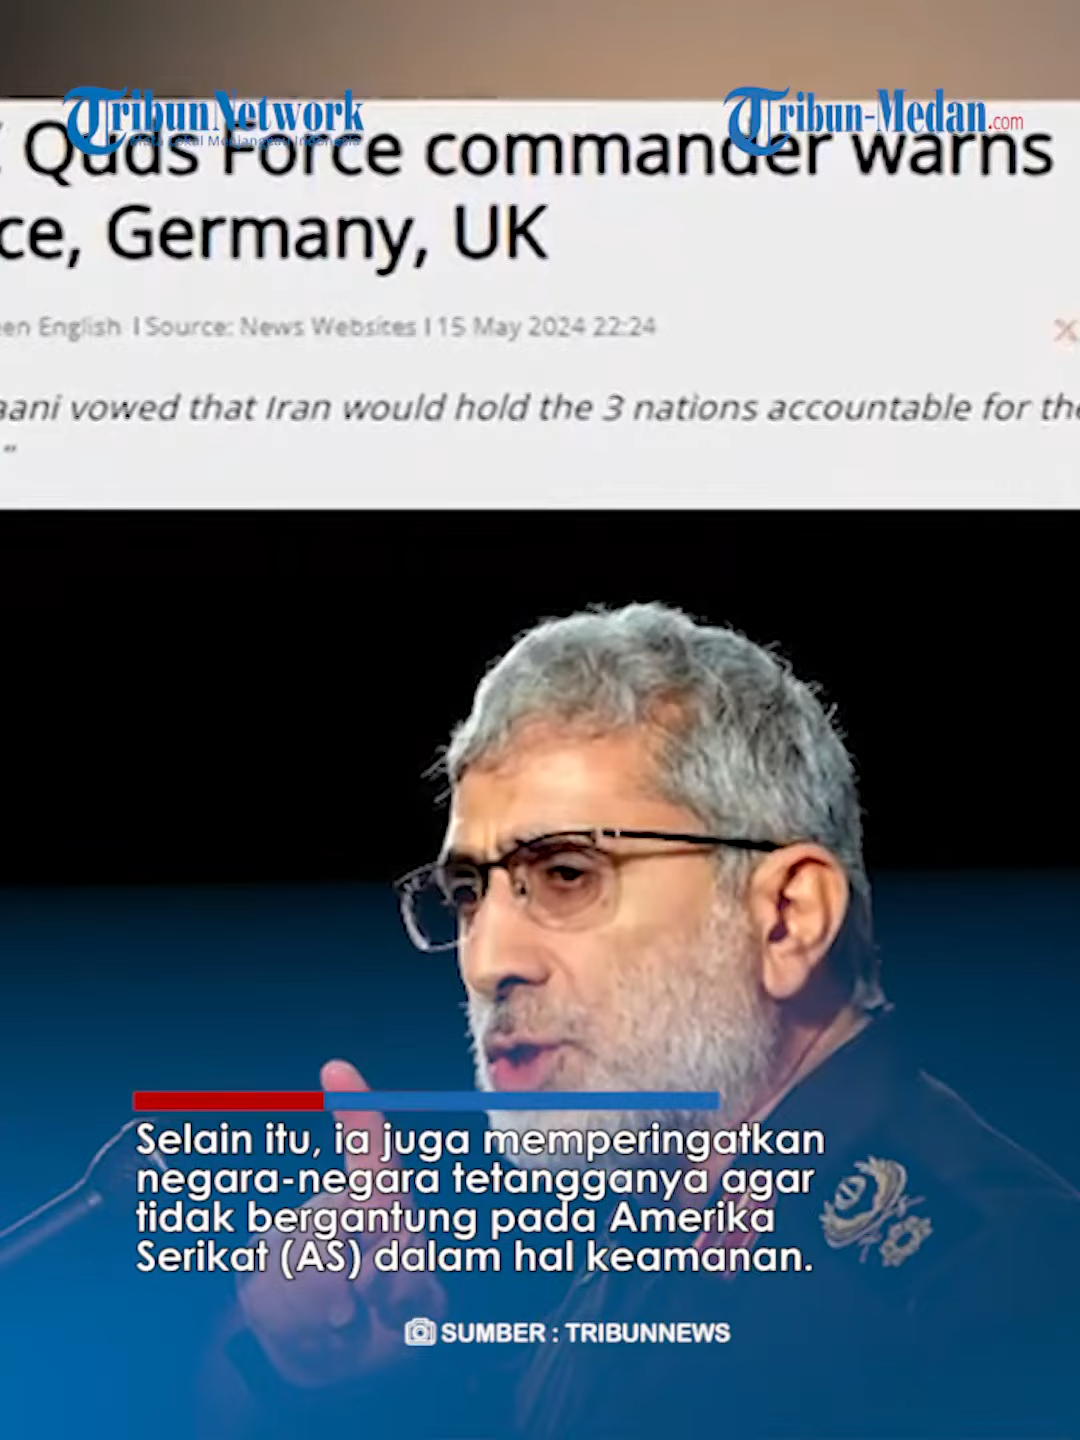 TribunNetwork
Tribun-Medan.com
Quds Force commander warns
ce, Germany, UK
en English | Source: News Websites | 15 May 2024 22:24
aani vowed that Iran would hold the 3 nations accountable for the
"
Selain itu, ia juga memperingatkan
negara-negara tetangganya agar
tidak bergantung pada Amerika
Serikat (AS) dalam hal keamanan.
SUMBER : TRIBUNNEWS